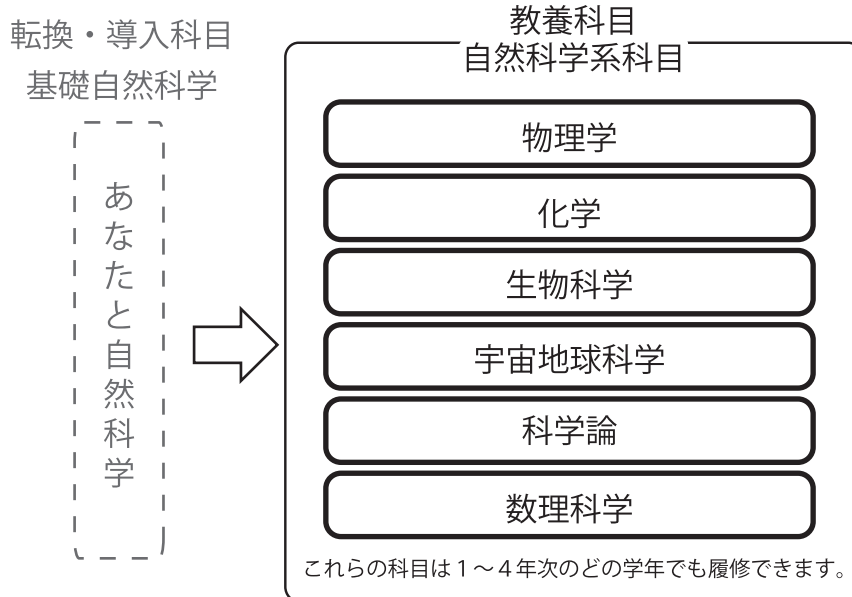 転換・導入科目
基礎自然科学
あなたと自然科学
教養科目
自然科学系科目
物理学
化学
生物科学
宇宙地球科学
科学論
数理科学
これらの科目は1～4年次のどの学年でも履修できます。